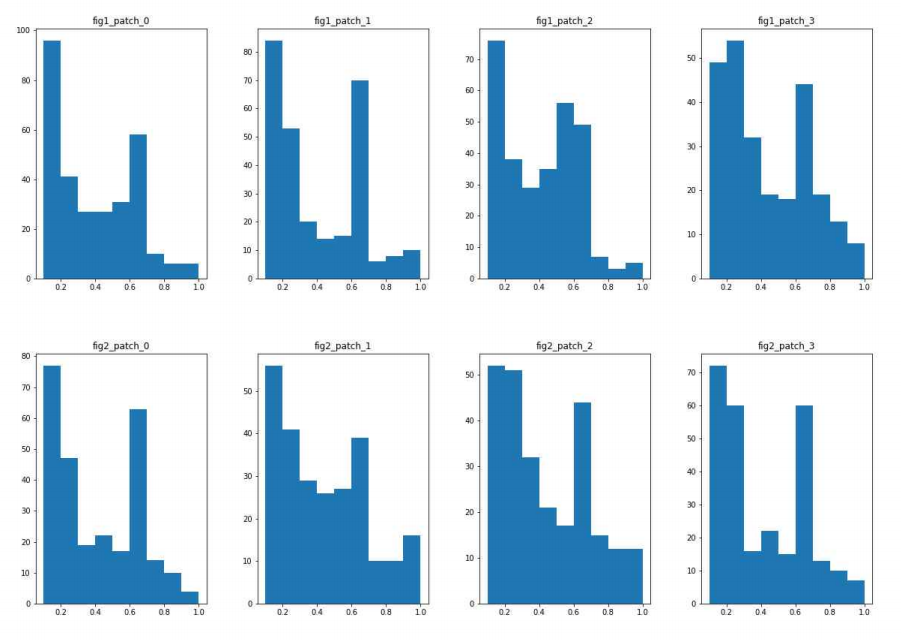 fig1_patch_0 fig1_patch_1 fig1_patch_2 fig1_patch_3
100 80 60 40 20 0
80 70 60 50 40 30 20 10 0
70 60 50 40 30 20 10 0
50 40 30 20 10 0
0.2 0.4 0.6 0.8 1.0 0.2 0.4 0.6 0.8 1.0 0.2 0.4 0.6 0.8 1.0 0.2 0.4 0.6 0.8 1.0
fig2_patch_0 fig2_patch_1 fig2_patch_2 fig2_patch_3
80 70 60 50 40 30 20 10 0
50 40 30 20 10 0
50 40 30 20 10 0
70 60 50 40 30 20 10 0
0.2 0.4 0.6 0.8 1.0 0.2 0.4 0.6 0.8 1.0 0.2 0.4 0.6 0.8 1.0 0.2 0.4 0.6 0.8 1.0